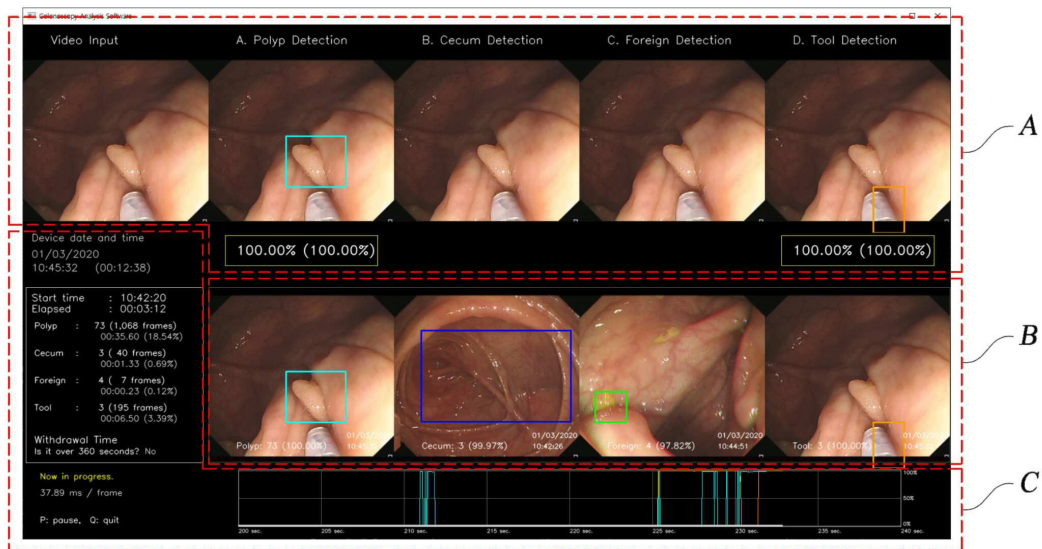 Colonoscopy Analysis Software
Video Input
A. Polyp Detection
B. Cecum Detection
C. Foreign Detection
D. Tool Detection
A
Device date and time
01/03/2020
10:45:32 (00:12:38)
100.00% (100.00%)
100.00% (100.00%)
Start time : 10:42:20
Elapsed : 00:03:12
Polyp : 73 (1,068 frames)
00:35.60 (18.54%)
Cecum : 3 ( 40 frames)
00:01.33 (0.69%)
Foreign : 4 ( 7 frames)
00:00.23 (0.12%)
Tool : 3 (195 frames)
00:06.50 (3.39%)
Withdrawal Time
Is it over 360 seconds? No
Polyp: 73 (100.00%)
01/03/2020
Cecum: 3 (99.97%)
10:42:26
01/03/2020
Foreign: 4 (97.82%)
10:44:51
Tool: 3 (100.00%)
B
Now in progress.
37.89 ms / frame
P: pause, Q: quit
100%
50%
0%
200 sec.
205 sec.
210 sec.
215 sec.
220 sec.
225 sec.
230 sec.
235 sec.
240 sec.
C